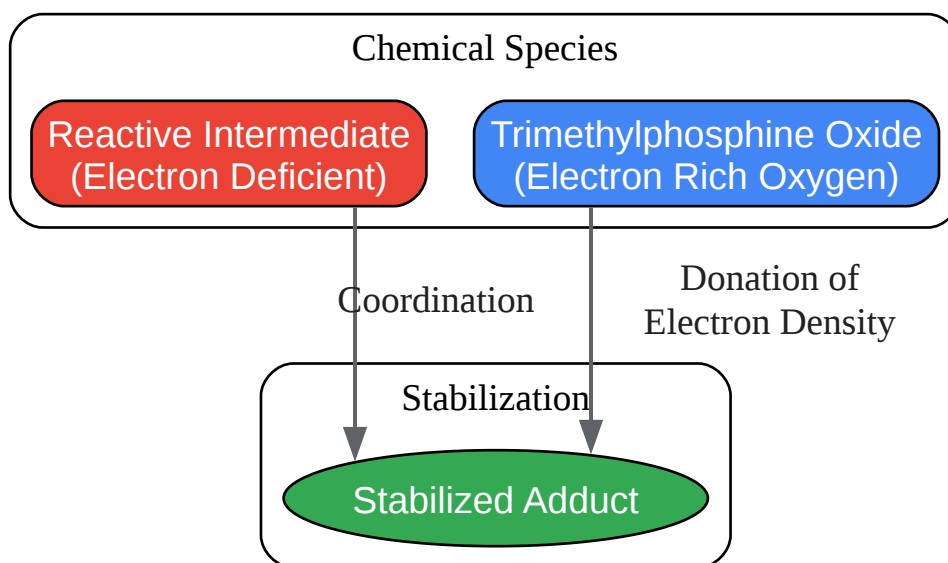 Chemical Species
Reactive Intermediate
(Electron Deficient)
Trimethylphosphine Oxide
(Electron Rich Oxygen)
Coordination
Donation of
Electron Density
Stabilization
Stabilized Adduct